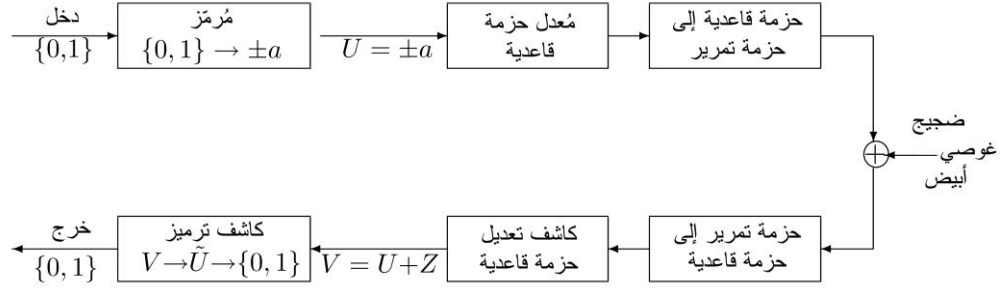 دخل
{0,1}
مُرمّز
{0, 1} → ±a
U = ±a
مُعدل حزمة
قاعدية
حزمة قاعدية إلى
حزمة تمرير
ضجيج
غوصي
أبيض
حزمة تمرير إلى
حزمة قاعدية
كاشف تعديل
حزمة قاعدية
V = U+Z
كاشف ترميز
V→Ũ→{0, 1}
خرج
{0, 1}